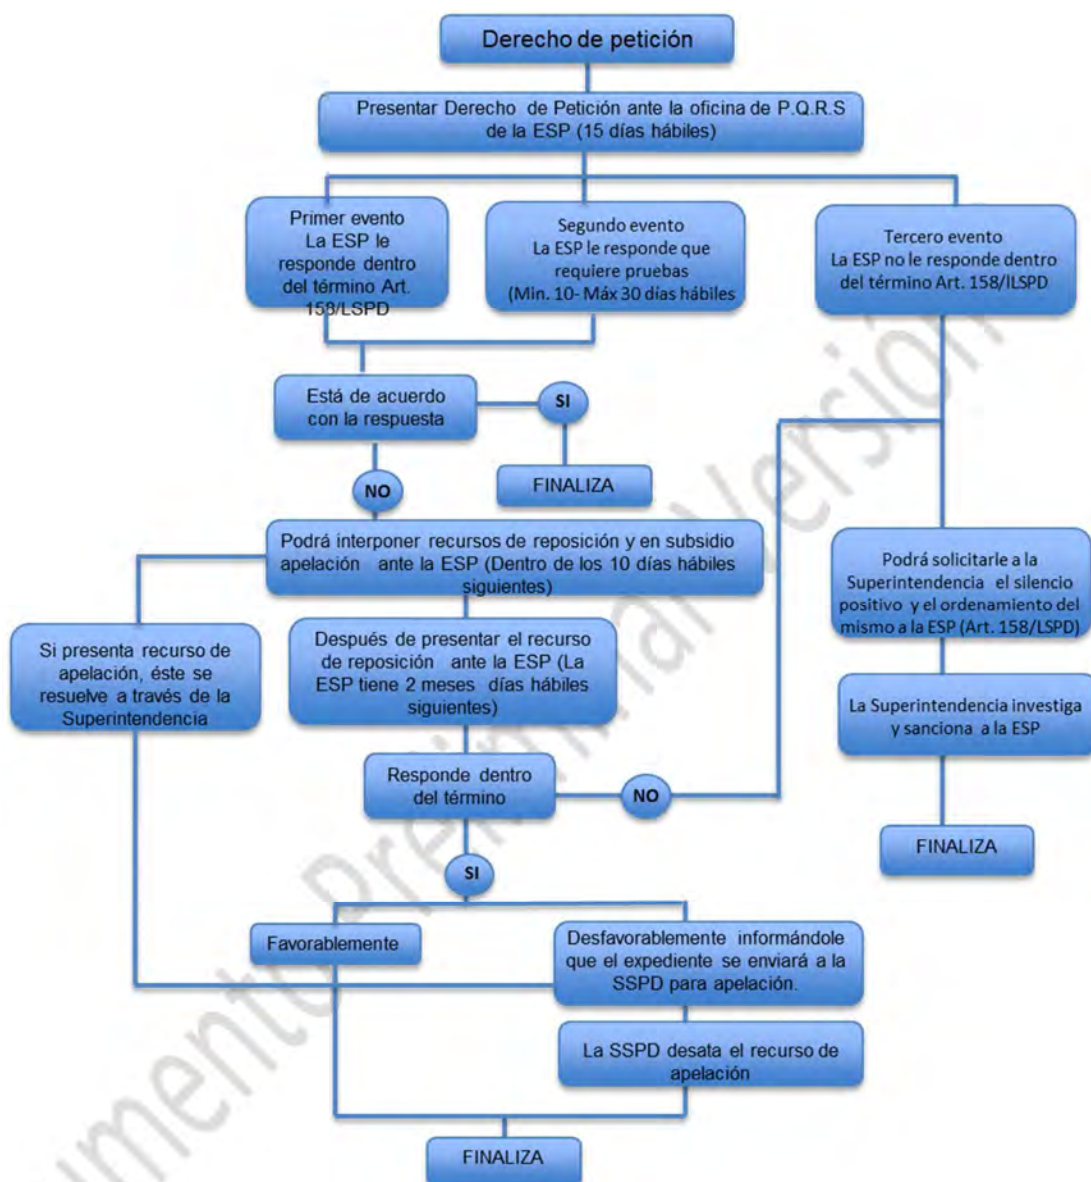 Derecho de petición
Presentar Derecho de Petición ante la oficina de P.Q.R.S
de la ESP (15 días hábiles)
Primer evento
La ESP le
responde dentro
del término Art.
158/LSPD
Segundo evento
La ESP le responde que
requiere pruebas
(Min. 10- Máx 30 días hábiles
Tercero evento
La ESP no le responde dentro
del término Art. 158/lLSPD
Está de acuerdo
con la respuesta
SI
NO
FINALIZA
Podrá interponer recursos de reposición y en subsidio
apelación ante la ESP (Dentro de los 10 días hábiles
siguientes)
Podrá solicitarle a la
Superintendencia el silencio
positivo y el ordenamiento del
mismo a la ESP (Art. 158/LSPD)
Si presenta recurso de
apelación, éste se
resuelve a través de la
Superintendencia
Después de presentar el recurso
de reposición ante la ESP (La
ESP tiene 2 meses días hábiles
siguientes)
La Superintendencia investiga
y sanciona a la ESP
Responde dentro
del término
NO
FINALIZA
SI
Favorablemente
Desfavorablemente informándole
que el expediente se enviará a la
SSPD para apelación.
La SSPD desata el recurso de
apelación
FINALIZA